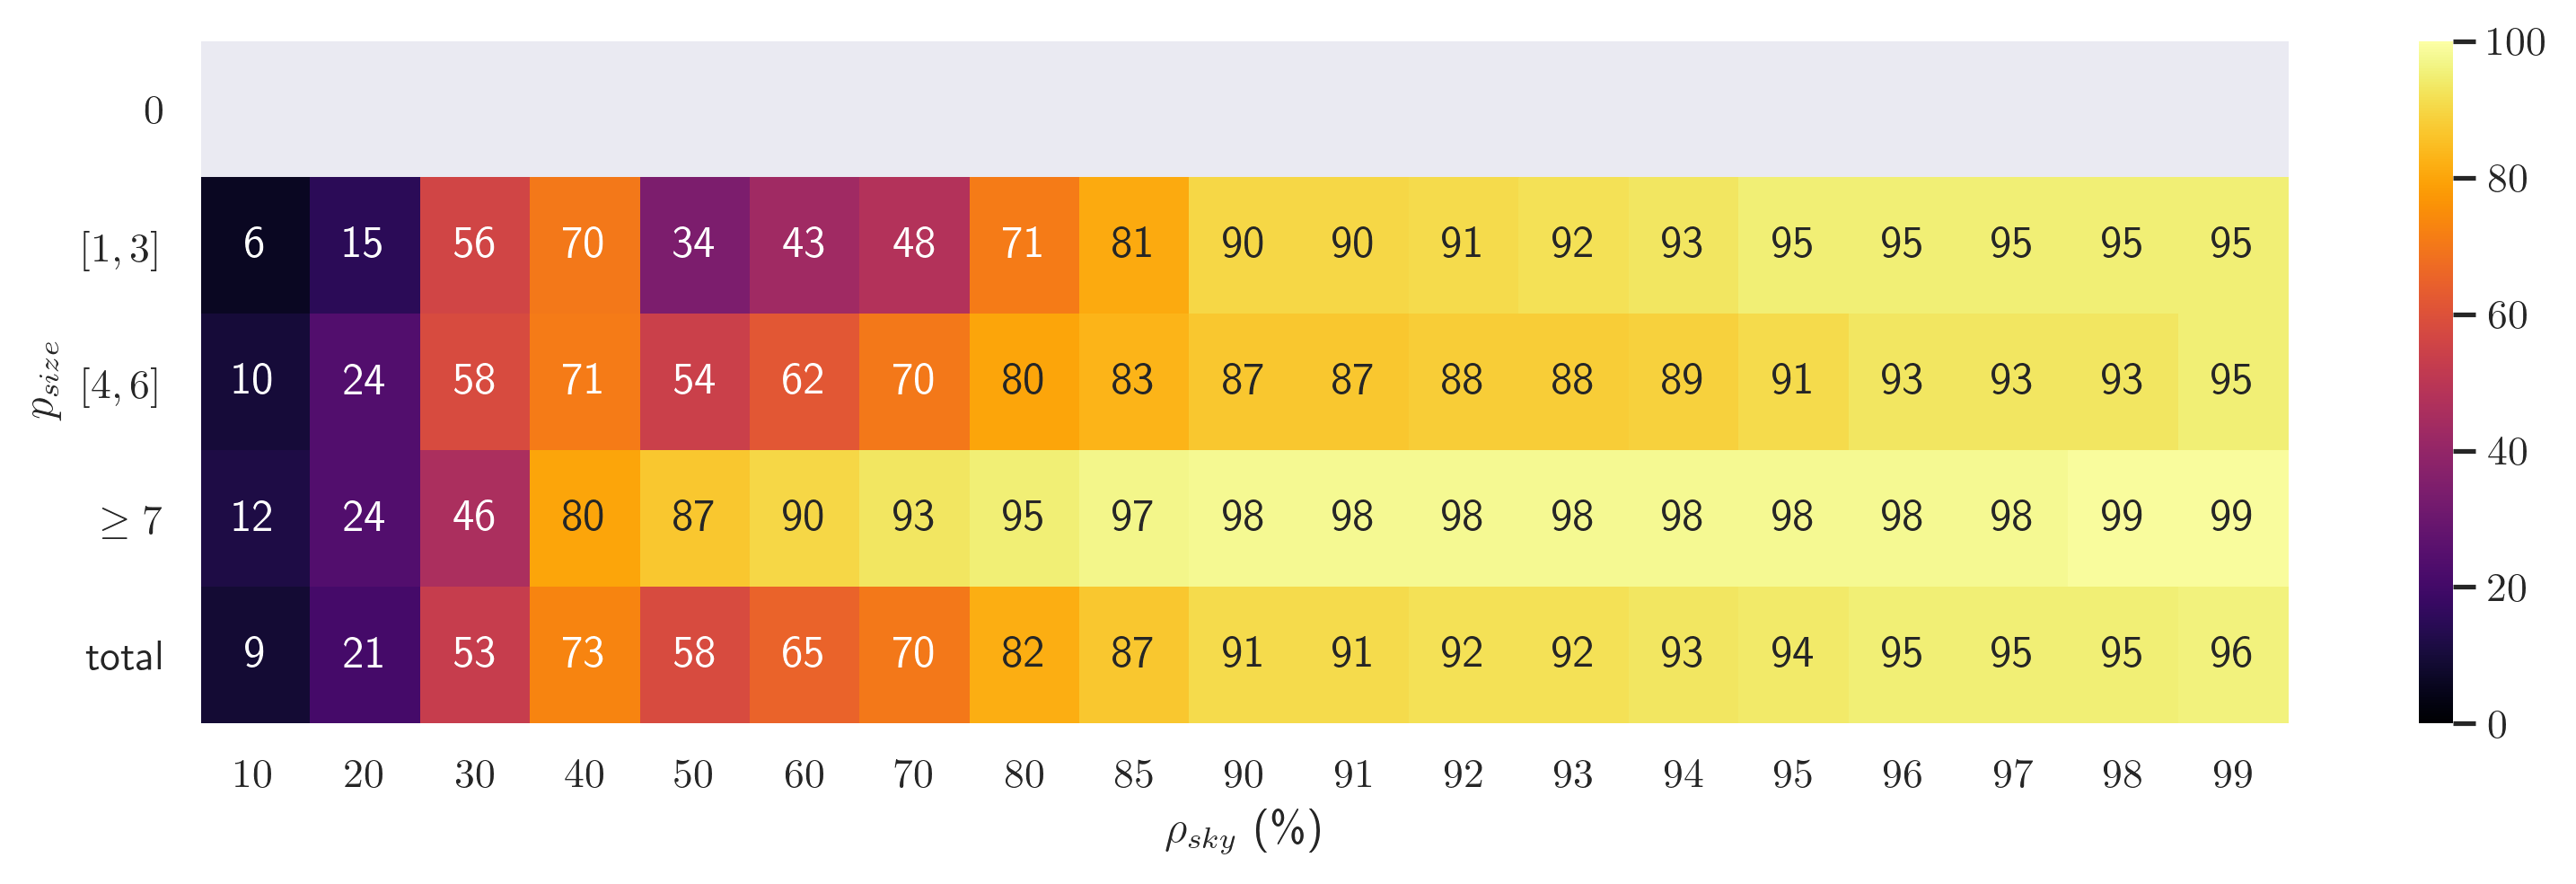 100
0
[1, 3] 6 15 56 70 34 43 48 71 81 90 90 91 92 93 95 95 95 95 95
80
60
p_size
[4, 6] 10 24 58 71 54 62 70 80 83 87 87 88 88 89 91 93 93 93 95
40
≥ 7 12 24 46 80 87 90 93 95 97 98 98 98 98 98 98 98 98 99 99
20
total 9 21 53 73 58 65 70 82 87 91 91 92 92 93 94 95 95 95 96
0
10 20 30 40 50 60 70 80 85 90 91 92 93 94 95 96 97 98 99
ρ_sky (%)